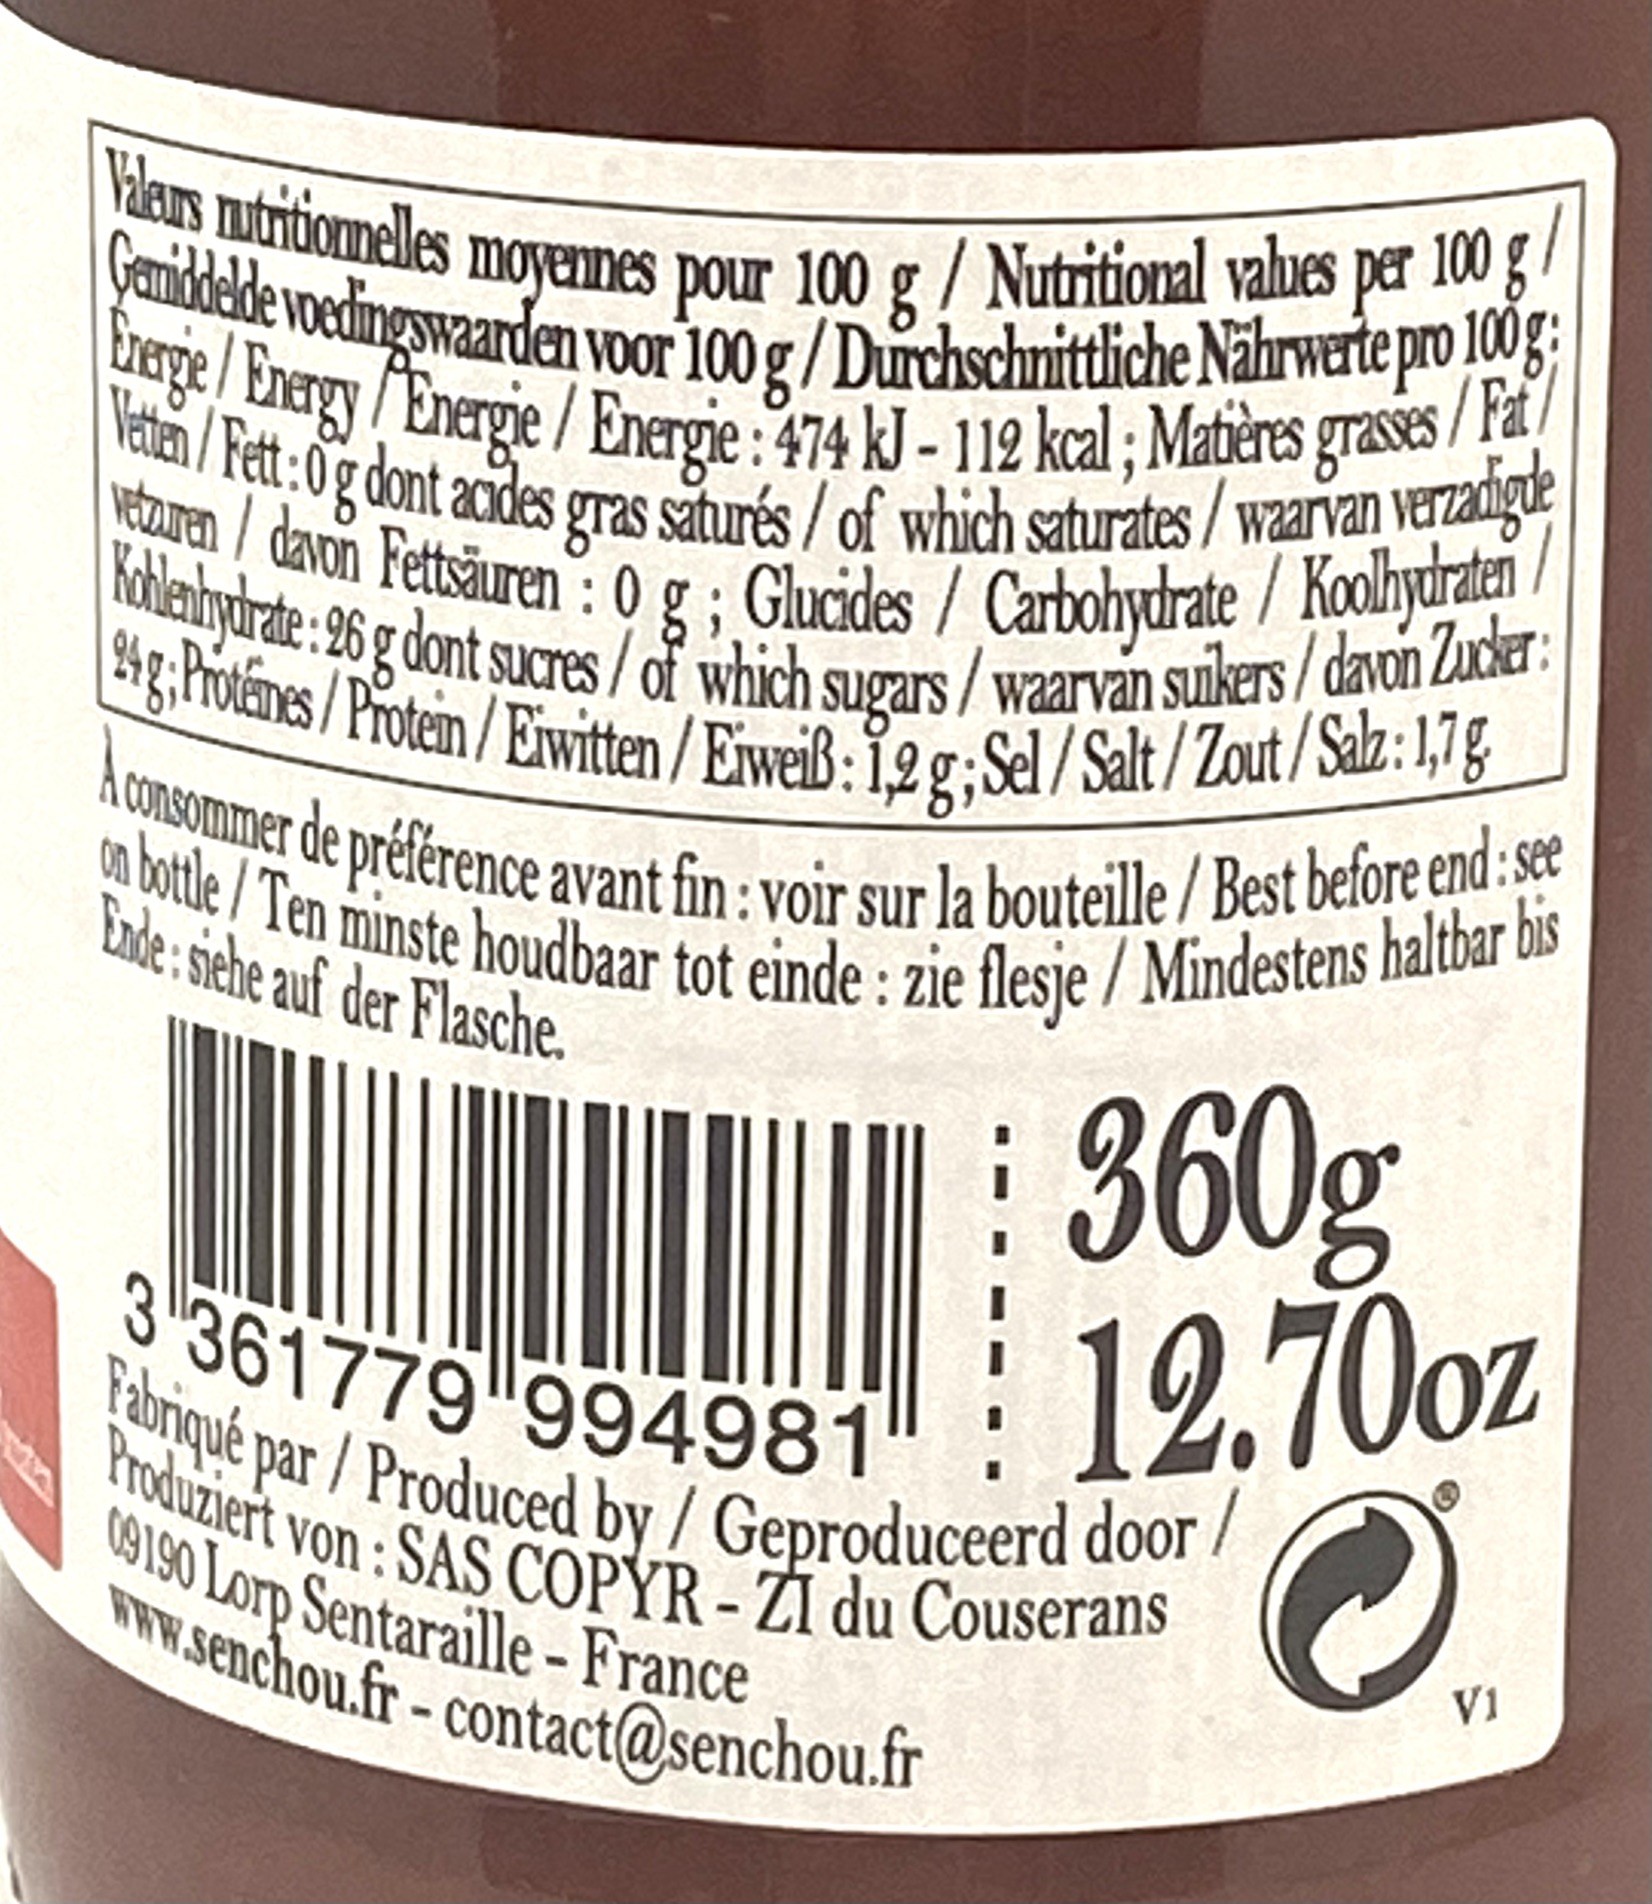 Valeurs nutritionnelles moyennes pour 100 g / Nutritional values per 100 g /
Gemiddelde voedingswaarden voor 100 g / Durchschnittliche Nährwerte pro 100 g :
Énergie / Energy / Energie / Energie : 474 kJ - 112 kcal ; Matières grasses / Fat /
Vetten / Fett : 0 g dont acides gras saturés / of which saturates / waarvan verzadigde
vetzuren / davon Fettsäuren : 0 g ; Glucides / Carbohydrate / Koolhydraten /
Kohlenhydrate : 26 g dont sucres / of which sugars / waarvan suikers / davon Zucker :
24 g ; Protéines / Protein / Eiwitten / Eiweiß : 1,2 g ; Sel / Salt / Zout / Salz : 1,7 g.
À consommer de préférence avant fin : voir sur la bouteille / Best before end : see
on bottle / Ten minste houdbaar tot einde : zie flesje / Mindestens haltbar bis
Ende : siehe auf der Flasche.
3 361779 994981
360g
12.70oz
Fabriqué par / Produced by / Geproduceerd door /
Produziert von : SAS COPYR - ZI du Couserans
09190 Lorp Sentaraille - France
www.senchou.fr - contact@senchou.fr
®
V1